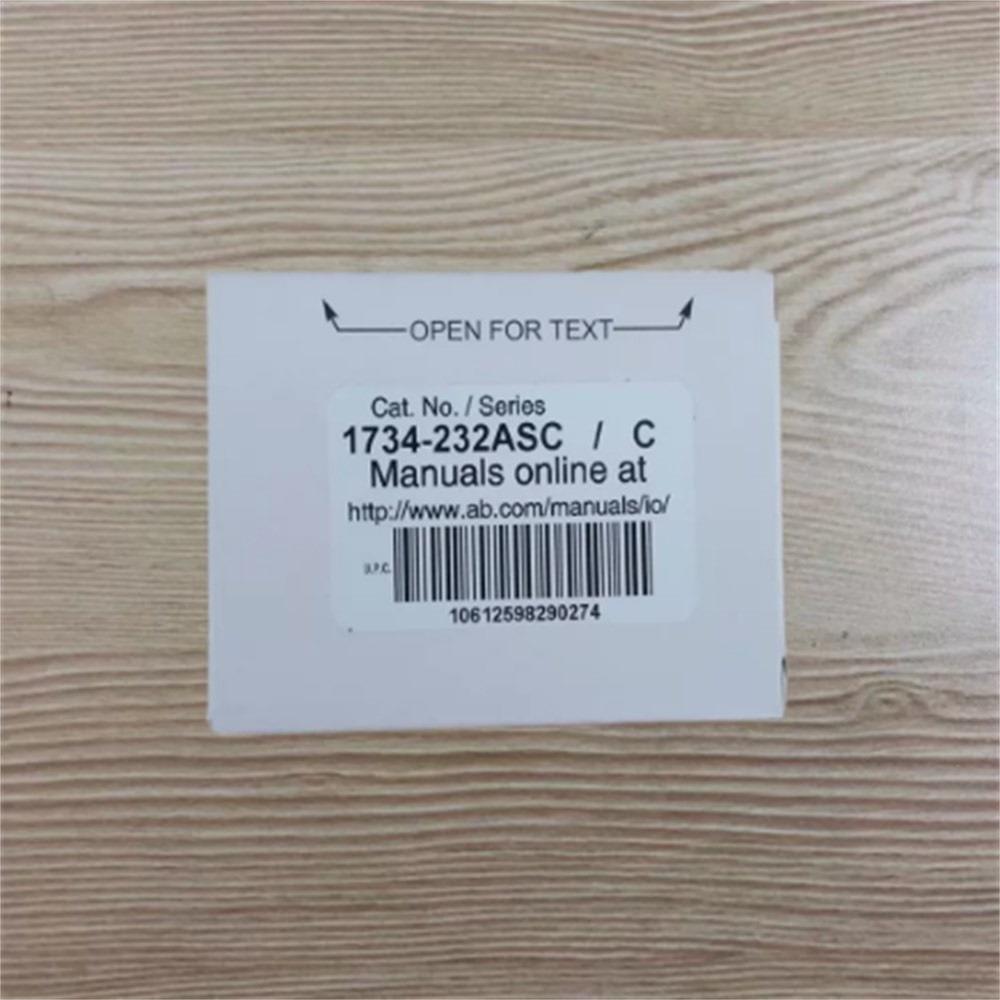 OPEN FOR TEXT
Cat. No. / Series
1734-232ASC / C
Manuals online at
http://www.ab.com/manuals/io/
U.P.C.
10612598290274